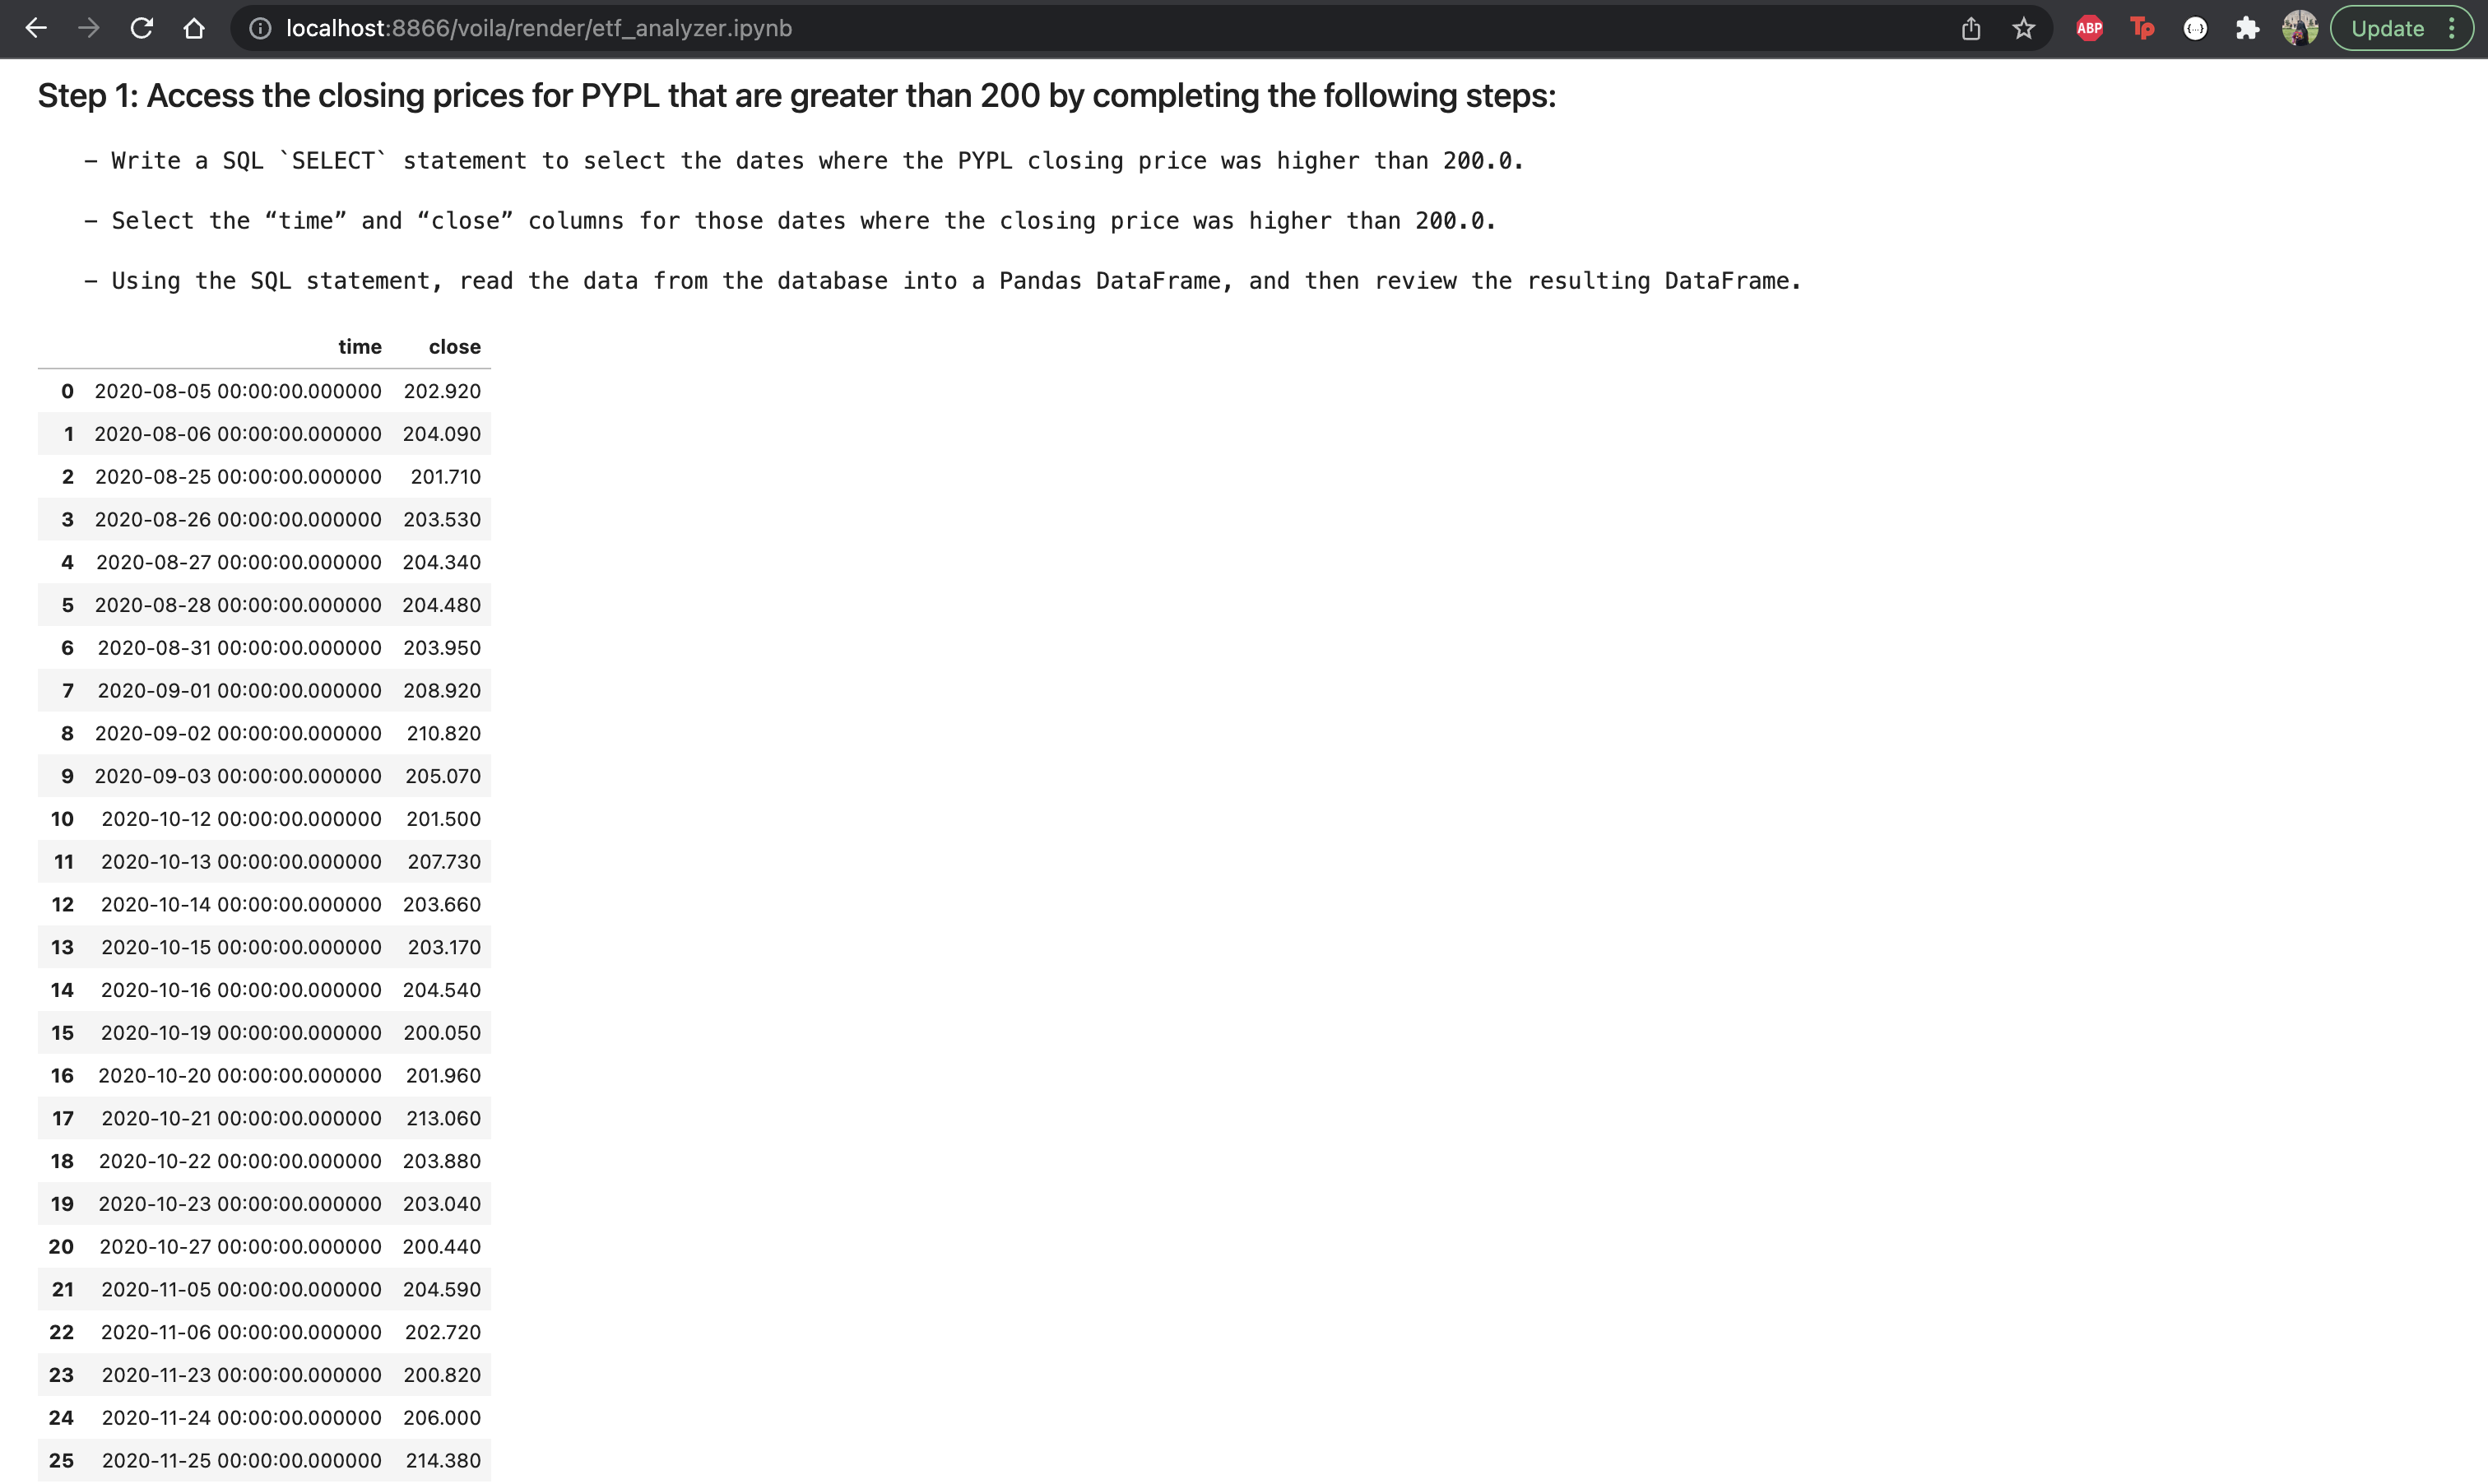 localhost:8866/voila/render/etf_analyzer.ipynb ABP Tp {...} Update
Step 1: Access the closing prices for PYPL that are greater than 200 by completing the following steps:
– Write a SQL `SELECT` statement to select the dates where the PYPL closing price was higher than 200.0.
– Select the “time” and “close” columns for those dates where the closing price was higher than 200.0.
– Using the SQL statement, read the data from the database into a Pandas DataFrame, and then review the resulting DataFrame.
time close
0 2020-08-05 00:00:00.000000 202.920
1 2020-08-06 00:00:00.000000 204.090
2 2020-08-25 00:00:00.000000 201.710
3 2020-08-26 00:00:00.000000 203.530
4 2020-08-27 00:00:00.000000 204.340
5 2020-08-28 00:00:00.000000 204.480
6 2020-08-31 00:00:00.000000 203.950
7 2020-09-01 00:00:00.000000 208.920
8 2020-09-02 00:00:00.000000 210.820
9 2020-09-03 00:00:00.000000 205.070
10 2020-10-12 00:00:00.000000 201.500
11 2020-10-13 00:00:00.000000 207.730
12 2020-10-14 00:00:00.000000 203.660
13 2020-10-15 00:00:00.000000 203.170
14 2020-10-16 00:00:00.000000 204.540
15 2020-10-19 00:00:00.000000 200.050
16 2020-10-20 00:00:00.000000 201.960
17 2020-10-21 00:00:00.000000 213.060
18 2020-10-22 00:00:00.000000 203.880
19 2020-10-23 00:00:00.000000 203.040
20 2020-10-27 00:00:00.000000 200.440
21 2020-11-05 00:00:00.000000 204.590
22 2020-11-06 00:00:00.000000 202.720
23 2020-11-23 00:00:00.000000 200.820
24 2020-11-24 00:00:00.000000 206.000
25 2020-11-25 00:00:00.000000 214.380